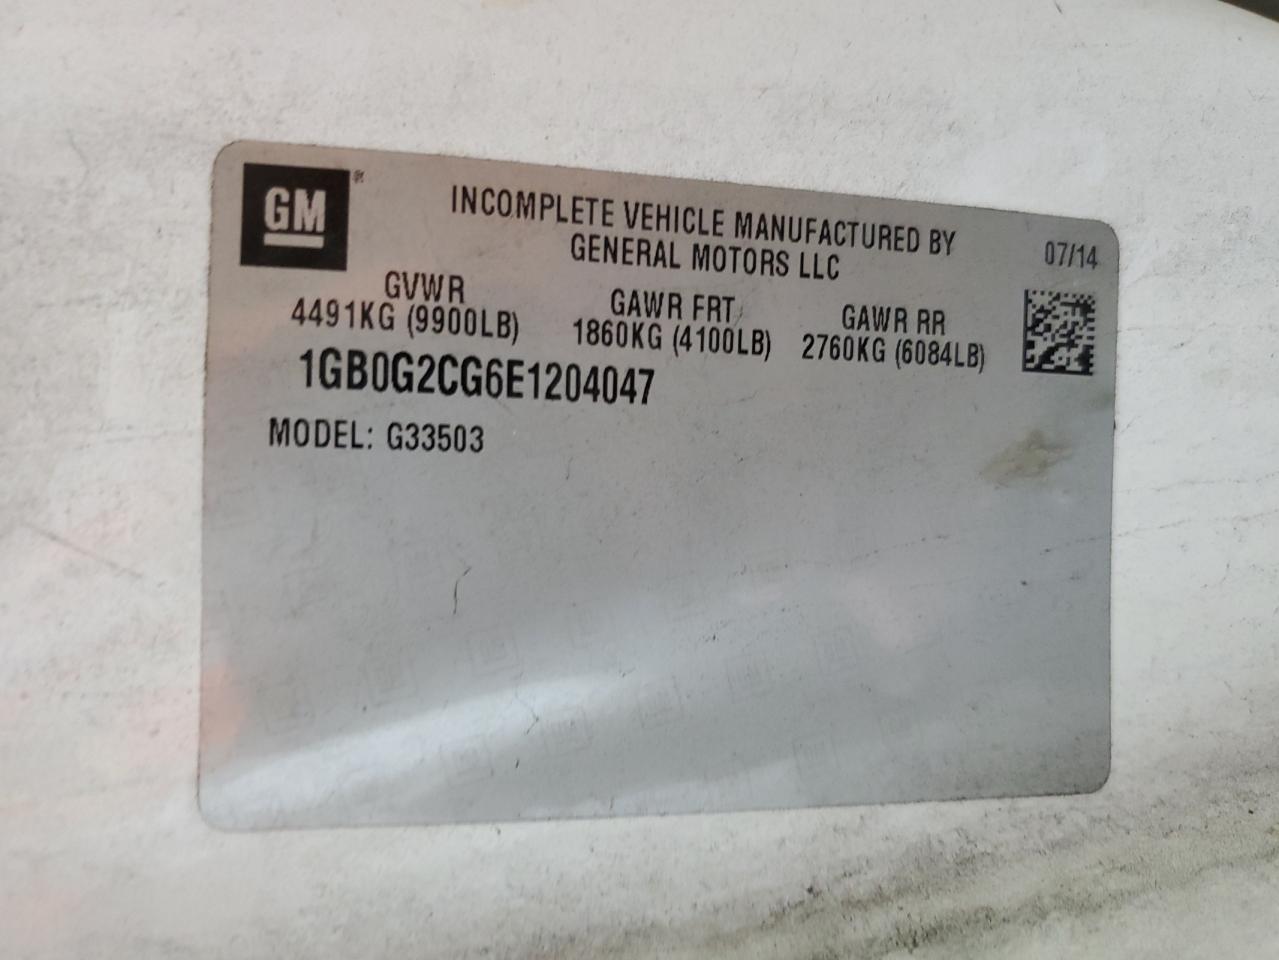 GM®
INCOMPLETE VEHICLE MANUFACTURED BY
GENERAL MOTORS LLC
07/14
GVWR
4491KG (9900LB)
GAWR FRT
1860KG (4100LB)
GAWR RR
2760KG (6084LB)
1GB0G2CG6E1204047
MODEL: G33503